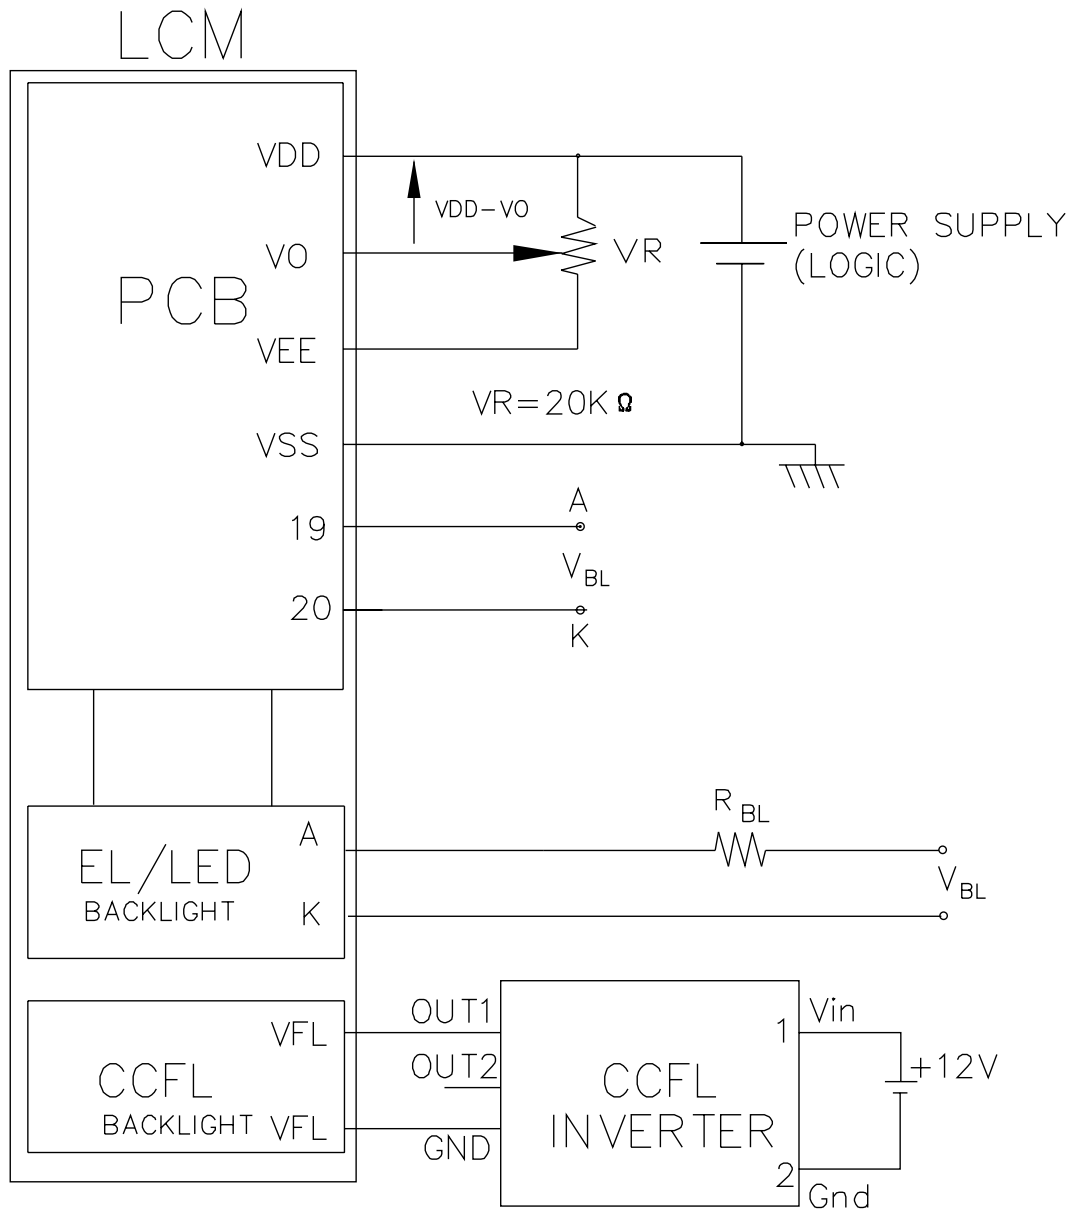 LCM
VDD
VDD-VO
POWER SUPPLY
(LOGIC)
VO
VR
PCB
VEE
VR=20KΩ
VSS
A
19
VBL
20
K
RBL
A
EL/LED
BACKLIGHT
VBL
K
OUT1
Vin
VFL
1
OUT2
+12V
CCFL
BACKLIGHT
CCFL
INVERTER
VFL
GND
2
Gnd